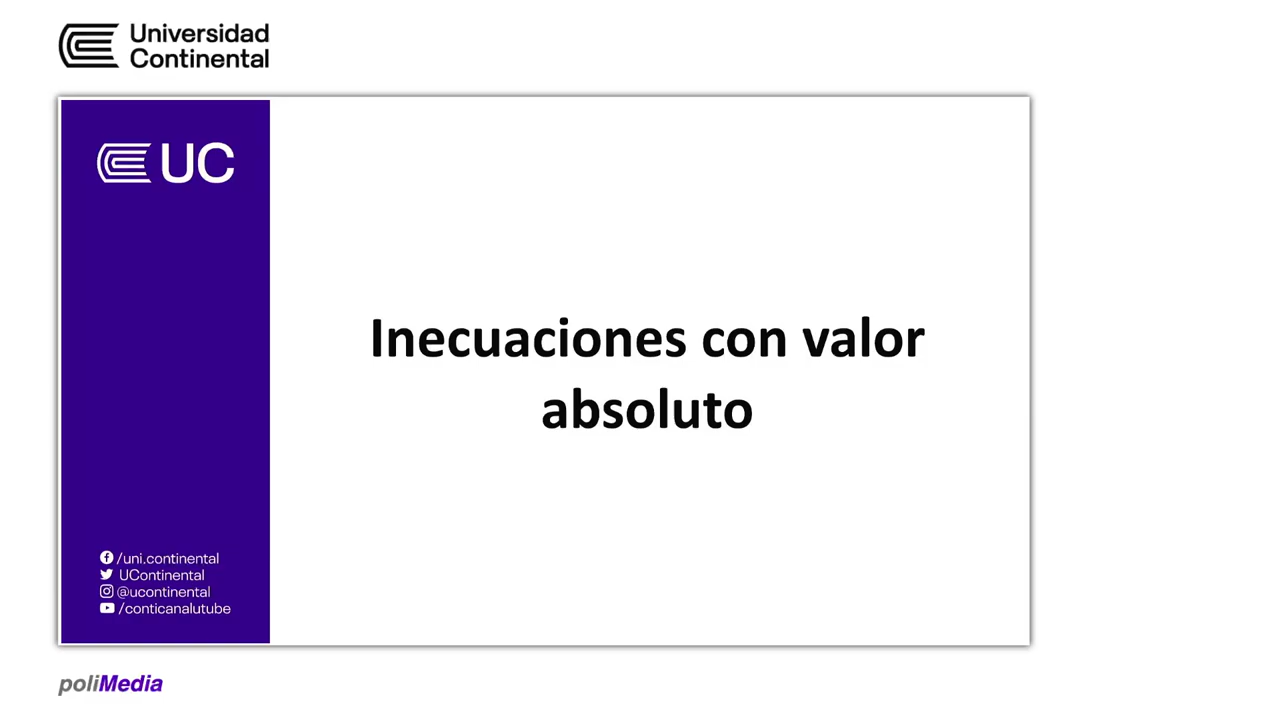 Universidad
Continental
UC
Inecuaciones con valor
absoluto
/uni.continental
UContinental
@ucontinental
/conticanalutube
poliMedia